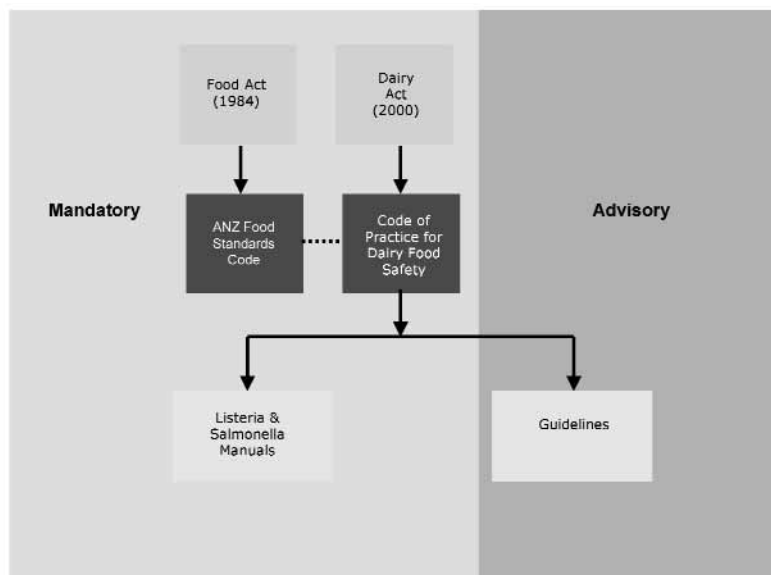 Food Act
(1984)
Dairy
Act
(2000)
Mandatory
ANZ Food
Standards
Code
Code of
Practice for
Dairy Food
Safety
Advisory
Listeria &
Salmonella
Manuals
Guidelines